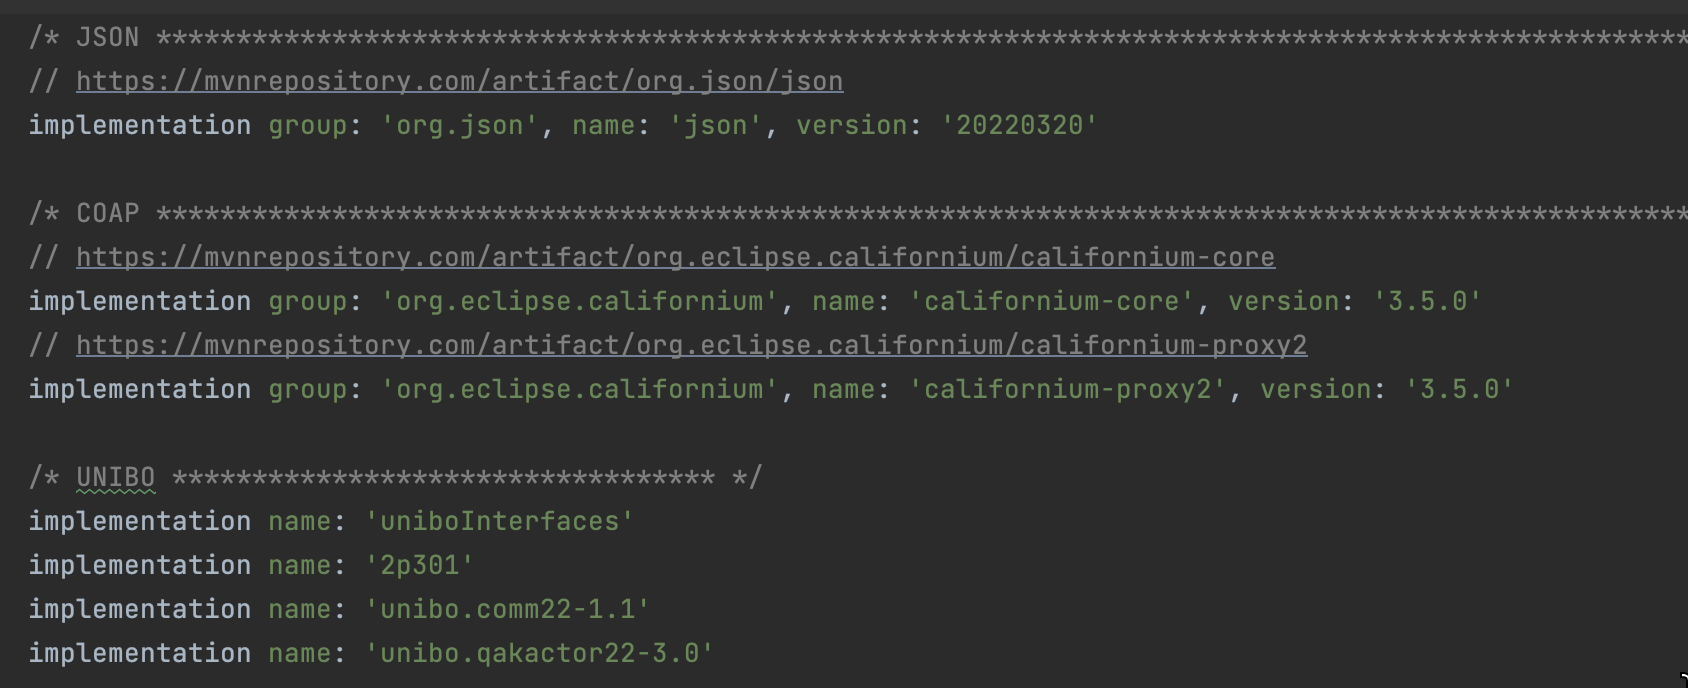 /* JSON ************************************************************************************************
// https://mvnrepository.com/artifact/org.json/json
implementation group: 'org.json', name: 'json', version: '20220320'
/* COAP ************************************************************************************************
// https://mvnrepository.com/artifact/org.eclipse.californium/californium-core
implementation group: 'org.eclipse.californium', name: 'californium-core', version: '3.5.0'
// https://mvnrepository.com/artifact/org.eclipse.californium/californium-proxy2
implementation group: 'org.eclipse.californium', name: 'californium-proxy2', version: '3.5.0'
/* UNIBO ********************************** */
implementation name: 'uniboInterfaces'
implementation name: '2p301'
implementation name: 'unibo.comm22-1.1'
implementation name: 'unibo.qakactor22-3.0'